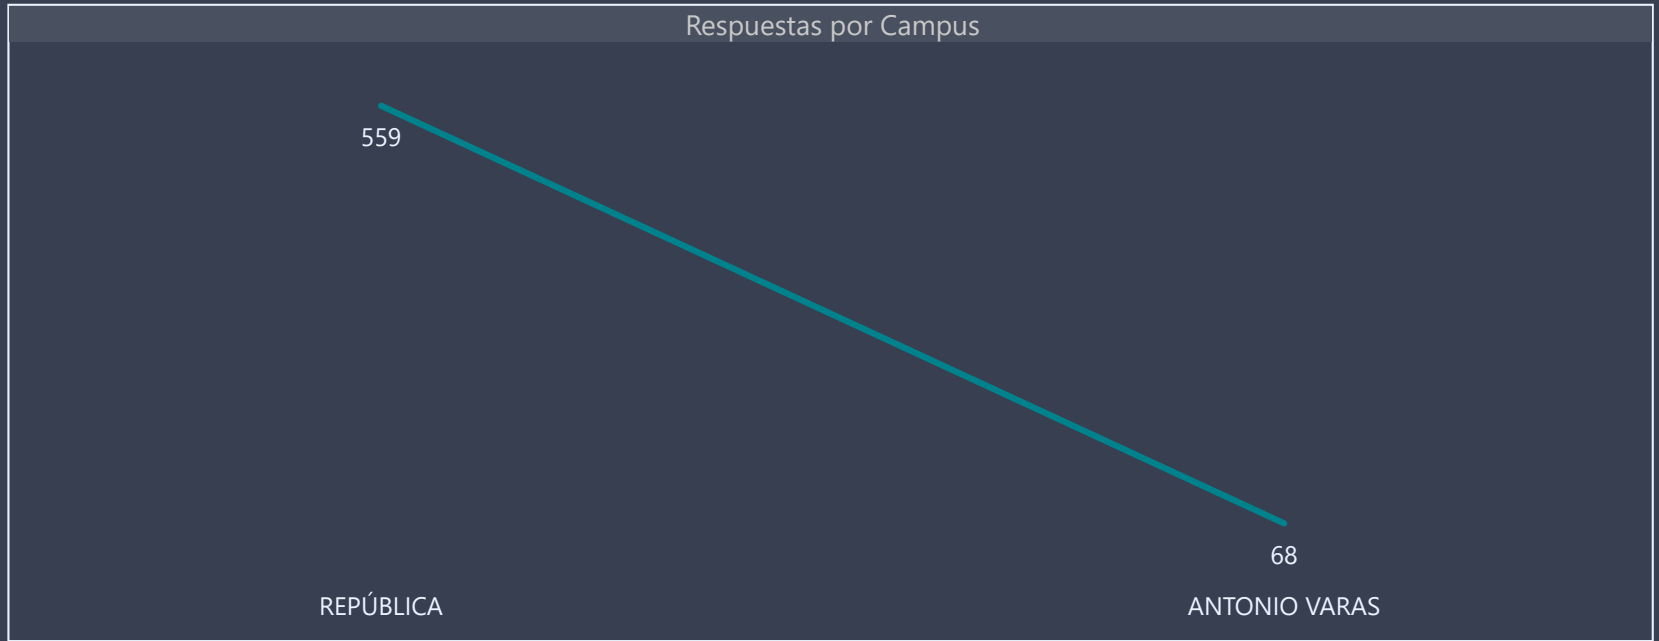 Respuestas por Campus
559
68
REPÚBLICA
ANTONIO VARAS